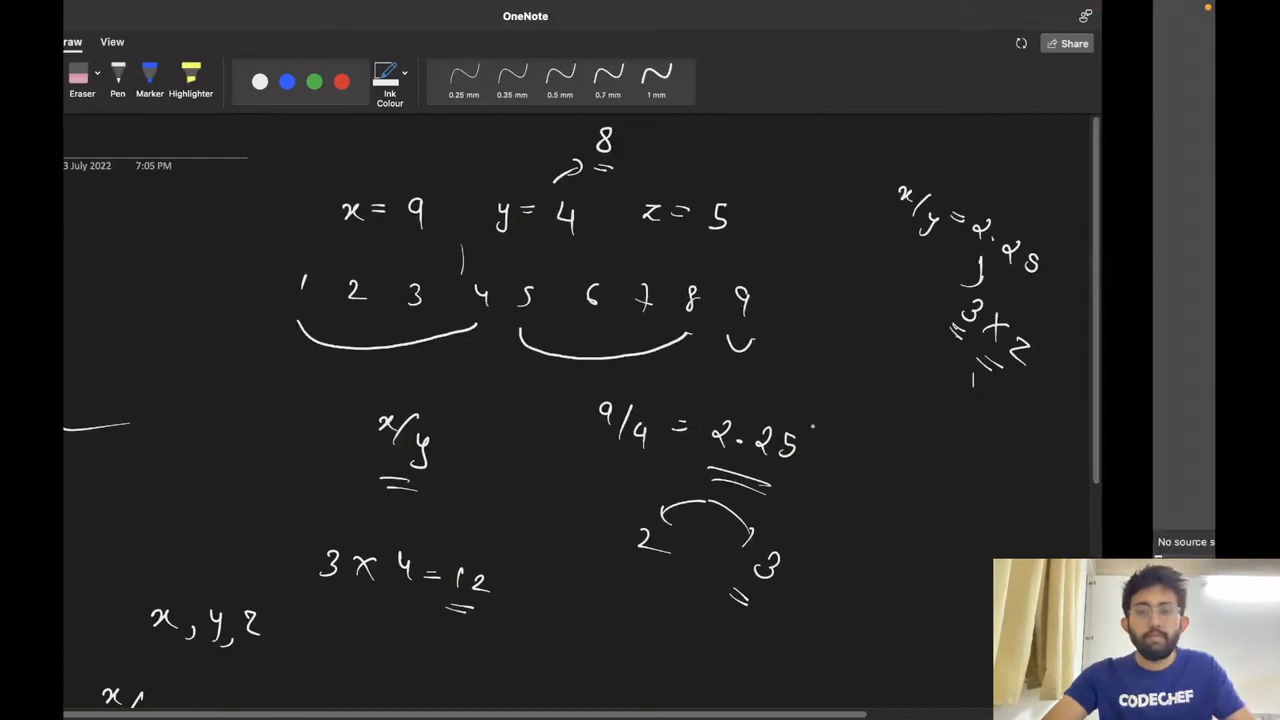 OneNote
raw View
Share
Eraser Pen Marker Highlighter Ink Colour 0.25 mm 0.35 mm 0.5 mm 0.7 mm 1 mm
3 July 2022 7:05 PM
8
x = 9 y = 4 z = 5
x/y = 2.25
1 2 3 4 5 6 7 8 9
3 + 2
x/y 9/4 = 2.25
2 3
3 × 4 = 12
x, y, z
x
No source s
CODECHEF